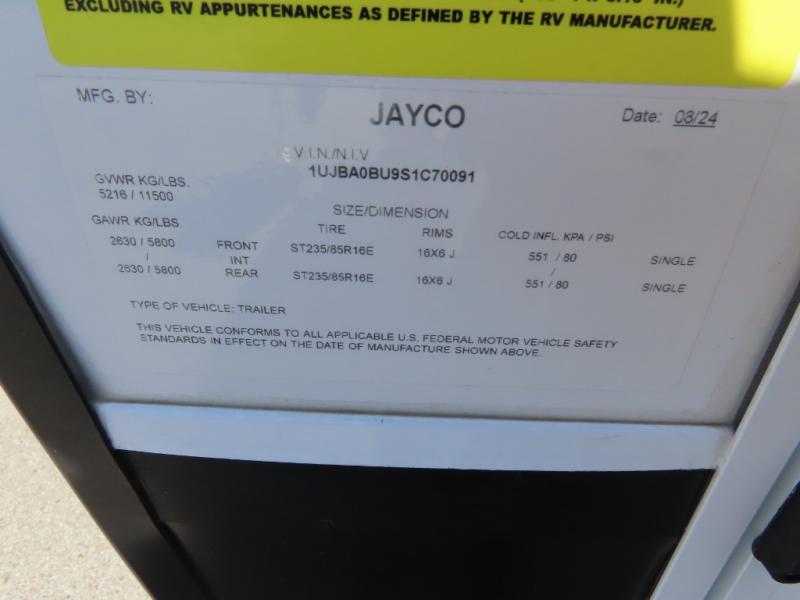 EXCLUDING RV APPURTENANCES AS DEFINED BY THE RV MANUFACTURER.
MFG. BY: JAYCO Date: 08/24
V.I.N./N.I.V
1UJBA0BU9S1C70091
GVWR KG/LBS.
5216 / 11500
SIZE/DIMENSION
GAWR KG/LBS. TIRE RIMS COLD INFL. KPA / PSI
2630 / 5800 FRONT ST235/85R16E 16X6 J 551 / 80 SINGLE
/ INT /
2630 / 5800 REAR ST235/85R16E 16X6 J 551 / 80 SINGLE
TYPE OF VEHICLE: TRAILER
THIS VEHICLE CONFORMS TO ALL APPLICABLE U.S. FEDERAL MOTOR VEHICLE SAFETY
STANDARDS IN EFFECT ON THE DATE OF MANUFACTURE SHOWN ABOVE.